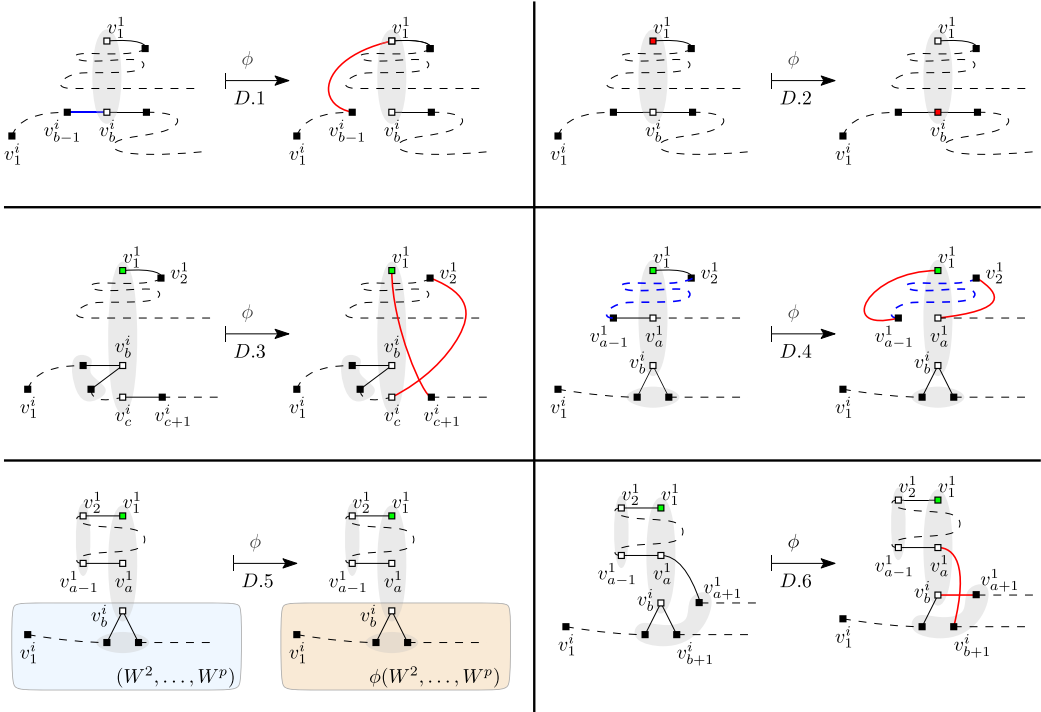 v_1^1
ϕ
D.1
v_{b-1}^i
v_b^i
v_1^i
v_1^1
v_{b-1}^i
v_b^i
v_1^i
v_1^1
ϕ
D.2
v_b^i
v_1^i
v_1^1
v_b^i
v_1^i
v_1^1
v_2^1
ϕ
D.3
v_b^i
v_1^i
v_c^i
v_{c+1}^i
v_1^1
v_2^1
v_b^i
v_1^i
v_c^i
v_{c+1}^i
v_1^1
v_2^1
ϕ
D.4
v_{a-1}^1
v_a^1
v_b^i
v_1^i
v_1^1
v_2^1
v_{a-1}^1
v_a^1
v_b^i
v_1^i
v_2^1 v_1^1
ϕ
D.5
v_{a-1}^1 v_a^1
v_b^i
v_1^i
(W^2, . . . , W^p)
v_2^1 v_1^1
v_{a-1}^1 v_a^1
v_b^i
v_1^i
ϕ(W^2, . . . , W^p)
v_2^1 v_1^1
ϕ
D.6
v_{a-1}^1 v_a^1
v_{a+1}^1
v_b^i
v_1^i
v_{b+1}^i
v_2^1 v_1^1
v_{a-1}^1 v_a^1
v_{a+1}^1
v_b^i
v_1^i
v_{b+1}^i